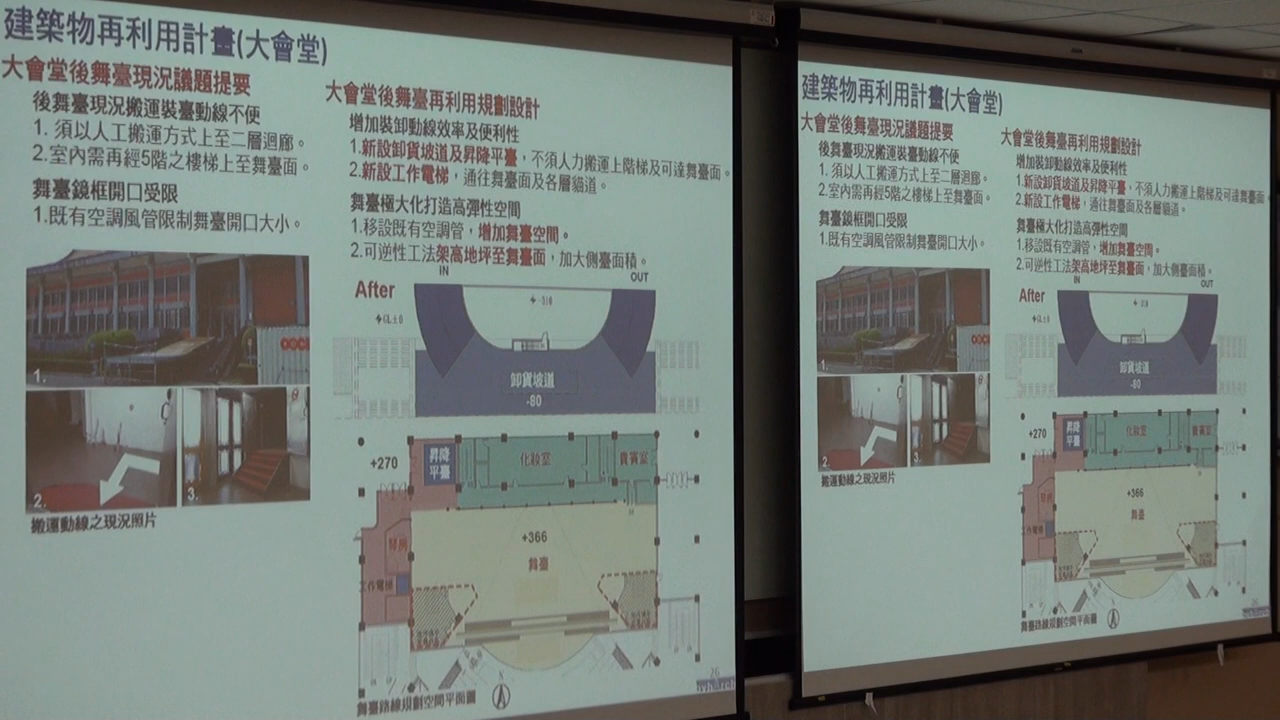 建築物再利用計畫(大會堂)
大會堂後舞臺現況議題提要
後舞臺現況搬運裝臺動線不便
1. 須以人工搬運方式上至二層迴廊。
2.室內需再經5階之樓梯上至舞臺面。
舞臺鏡框開口受限
1.既有空調風管限制舞臺開口大小。
1.
2.
3.
搬運動線之現況照片
大會堂後舞臺再利用規劃設計
增加裝卸動線效率及便利性
1.新設卸貨坡道及昇降平臺，不須人力搬運上階梯及可達舞臺面。
2.新設工作電梯，通往舞臺面及各層貓道。
舞臺極大化打造高彈性空間
1.移設既有空調管，增加舞臺空間。
2.可逆性工法架高地坪至舞臺面，加大側臺面積。
After
IN
OUT
-310
GL±0
卸貨坡道
-80
+270
昇降
平臺
化妝室
貴賓室
+366
舞臺
琴房
工作電梯
N
舞臺路線規劃空間平面圖
26
建築物再利用計畫(大會堂)
大會堂後舞臺現況議題提要
後舞臺現況搬運裝臺動線不便
1. 須以人工搬運方式上至二層迴廊。
2.室內需再經5階之樓梯上至舞臺面。
舞臺鏡框開口受限
1.既有空調風管限制舞臺開口大小。
1.
2.
3.
搬運動線之現況照片
大會堂後舞臺再利用規劃設計
增加裝卸動線效率及便利性
1.新設卸貨坡道及昇降平臺，不須人力搬運上階梯及可達舞臺面。
2.新設工作電梯，通往舞臺面及各層貓道。
舞臺極大化打造高彈性空間
1.移設既有空調管，增加舞臺空間。
2.可逆性工法架高地坪至舞臺面，加大側臺面積。
After
IN
OUT
-310
GL±0
卸貨坡道
-80
+270
昇降
平臺
化妝室
貴賓室
+366
舞臺
琴房
工作電梯
舞臺路線規劃空間平面圖
26